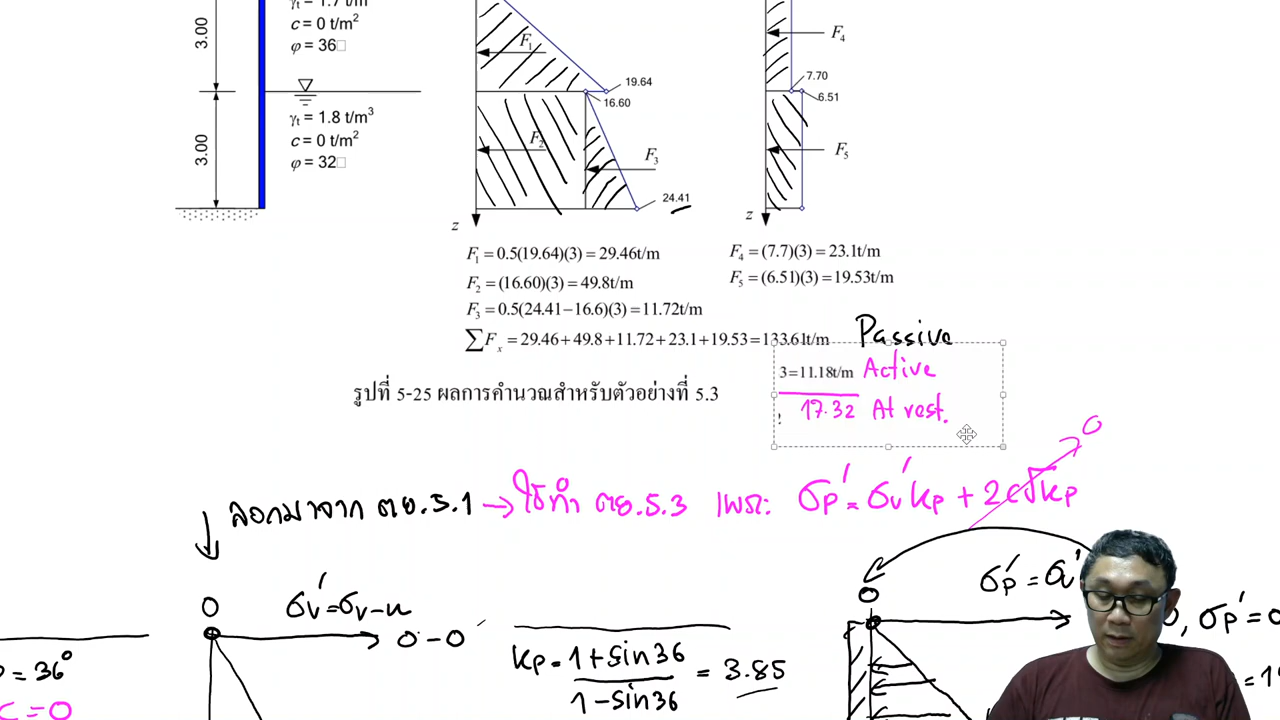 3.00
c = 0 t/m²
φ = 36□
γt = 1.8 t/m³
c = 0 t/m²
φ = 32□
3.00
F₁
19.64
16.60
F₂
F₃
24.41
z
F₄
7.70
6.51
F₅
z
F₁ = 0.5(19.64)(3) = 29.46t/m
F₂ = (16.60)(3) = 49.8t/m
F₃ = 0.5(24.41−16.6)(3) = 11.72t/m
∑Fₓ = 29.46+49.8+11.72+23.1+19.53=133.61t/m
F₄ = (7.7)(3) = 23.1t/m
F₅ = (6.51)(3) = 19.53t/m
Passive
3=11.18t/m Active
17.32 At rest.
รูปที่ 5-25 ผลการคำนวณสำหรับตัวอย่างที่ 5.3
0
ลอกมาจาก ตย.5.1 → ใช้ทำ ตย.5.3 เพราะ σp' = σv'kp + 2c√kp
0
σv' = σv-u
0-0
φ = 36°
c = 0
kp = 1+sin36 / 1-sin36 = 3.85
0
σp' = σv'
0, σp' = 0